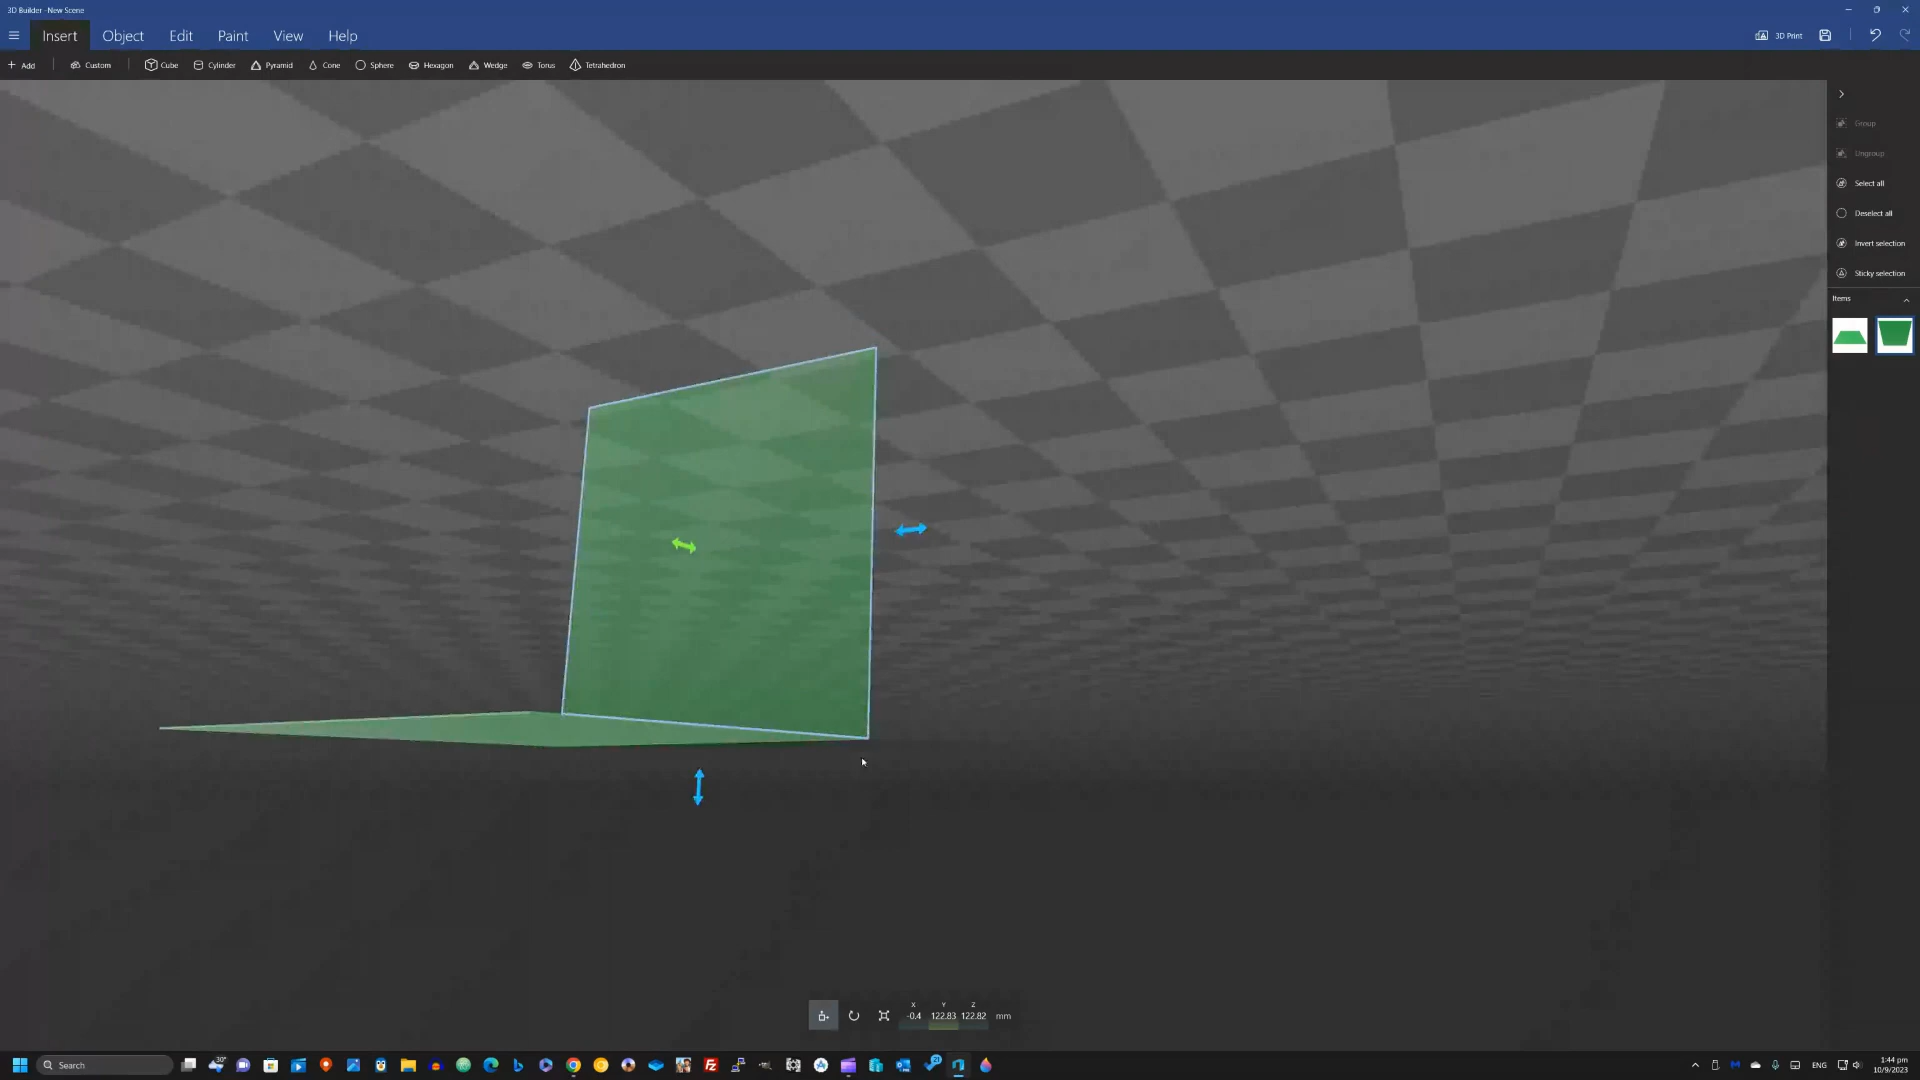 3D Builder - New Scene
Insert Object Edit Paint View Help
3D Print
Add Custom Cube Cylinder Pyramid Cone Sphere Hexagon Wedge Torus Tetrahedron
Group
Ungroup
Select all
Deselect all
Invert selection
Sticky selection
Items
X Y Z
-0.4 122.83 122.82 mm
Search
30°
21
ENG
1:44 pm
10/9/2023